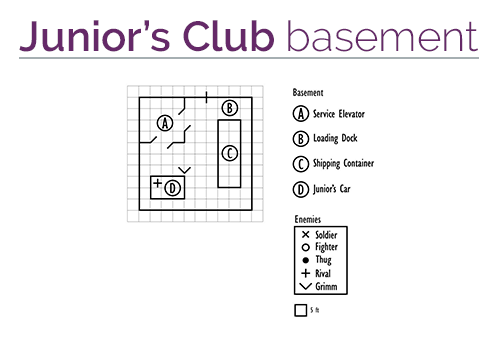 Junior's Club basement
A
B
C
D
Basement
A Service Elevator
B Loading Dock
C Shipping Container
D Junior's Car
Enemies
Soldier
Fighter
Thug
Rival
Grimm
5 ft